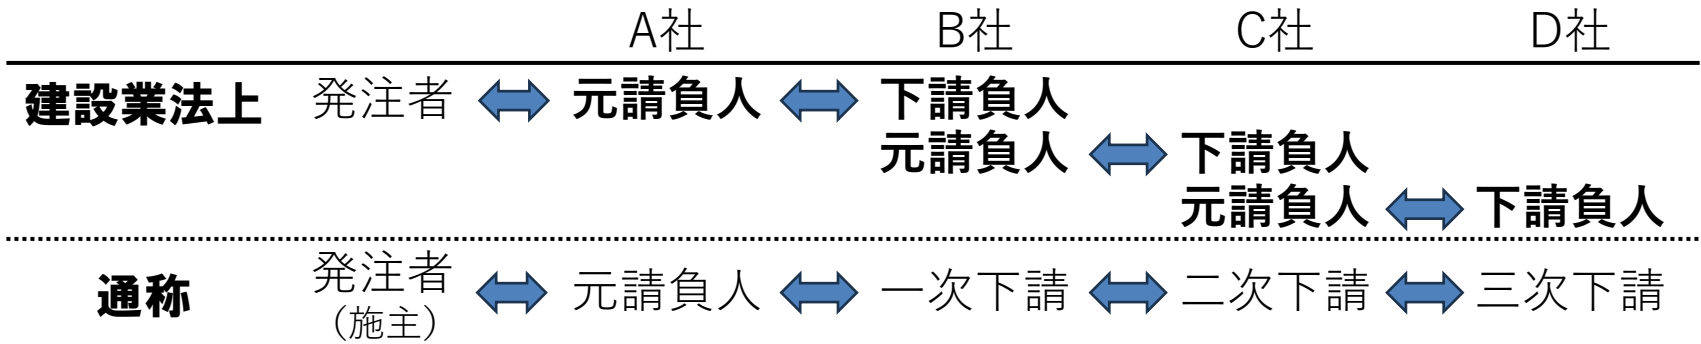 A社 B社 C社 D社
建設業法上 発注者 元請負人 下請負人
元請負人 下請負人
元請負人 下請負人
通称 発注者 元請負人 一次下請 二次下請 三次下請
（施主）